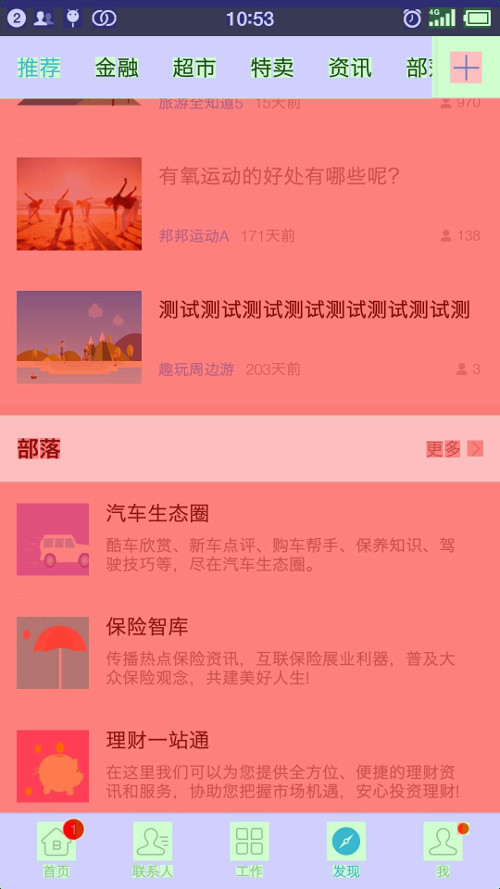 2 10:53 4G
推荐 金融 超市 特卖 资讯
旅游全知道5 15天前 970
有氧运动的好处有哪些呢?
邦邦运动A 171天前 138
测试测试测试测试测试测试测试测
趣玩周边游 203天前 3
部落 更多
汽车生态圈
酷车欣赏、新车点评、购车帮手、保养知识、驾
驶技巧等，尽在汽车生态圈。
保险智库
传播热点保险资讯，互联保险展业利器，普及大
众保险观念，共建美好人生!
理财一站通
在这里我们可以为您提供全方位、便捷的理财资
讯和服务，协助您把握市场机遇，安心投资理财!
1
首页 联系人 工作 发现 我